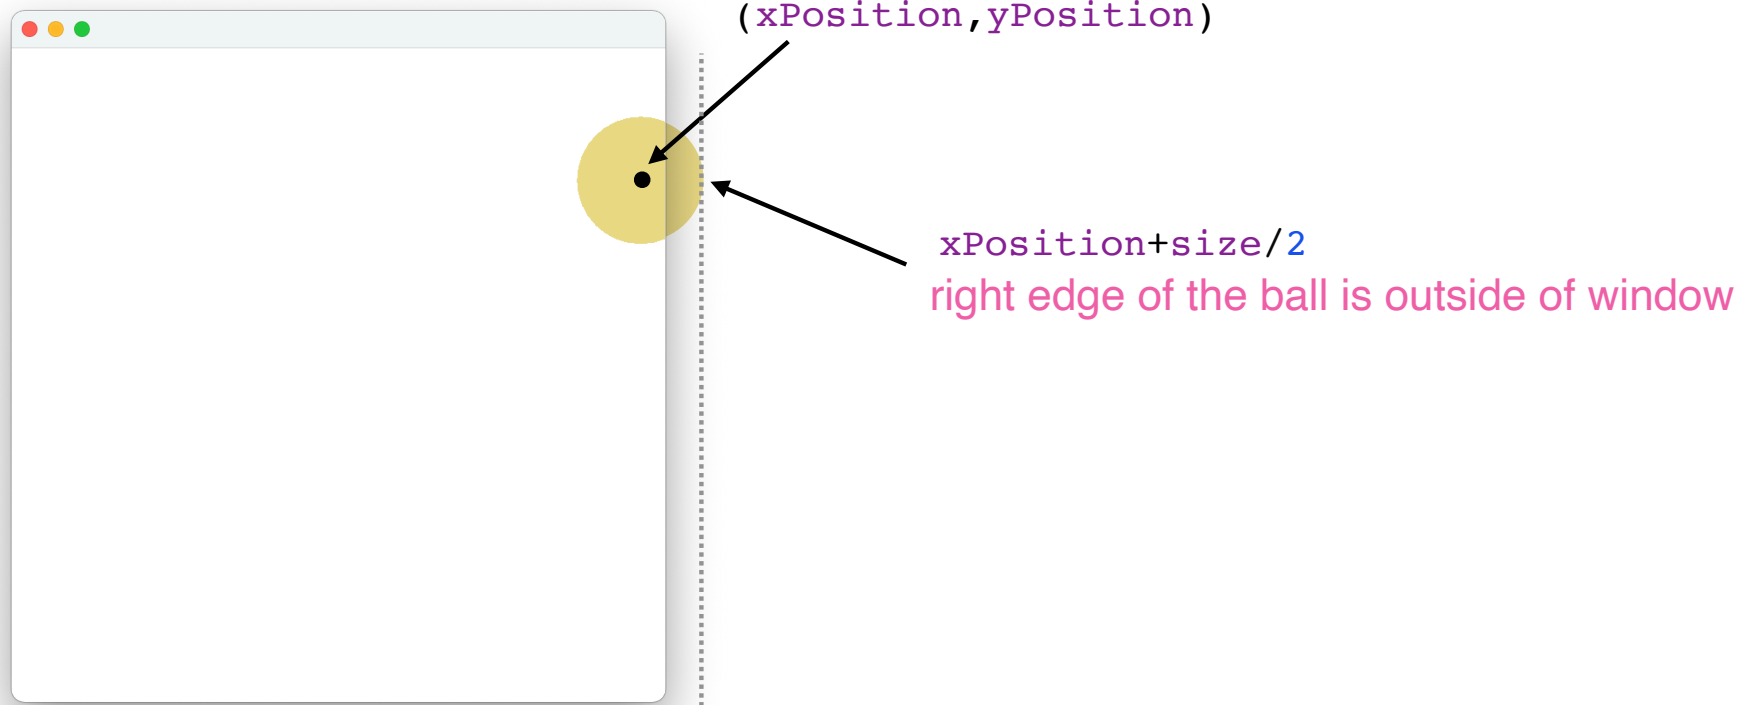 (xPosition,yPosition)
xPosition+size/2
right edge of the ball is outside of window